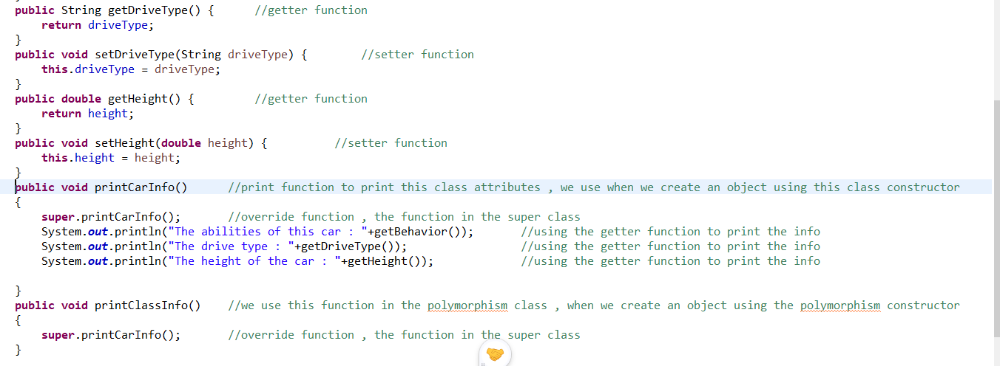 public String getDriveType() { //getter function
return driveType;
}
public void setDriveType(String driveType) { //setter function
this.driveType = driveType;
}
public double getHeight() { //getter function
return height;
}
public void setHeight(double height) { //setter function
this.height = height;
}
public void printCarInfo() //print function to print this class attributes , we use when we create an object using this class constructor
{
super.printCarInfo(); //override function , the function in the super class
System.out.println("The abilities of this car : "+getBehavior()); //using the getter function to print the info
System.out.println("The drive type : "+getDriveType()); //using the getter function to print the info
System.out.println("The height of the car : "+getHeight()); //using the getter function to print the info
}
public void printClassInfo() //we use this function in the polymorphism class , when we create an object using the polymorphism constructor
{
super.printCarInfo(); //override function , the function in the super class
}